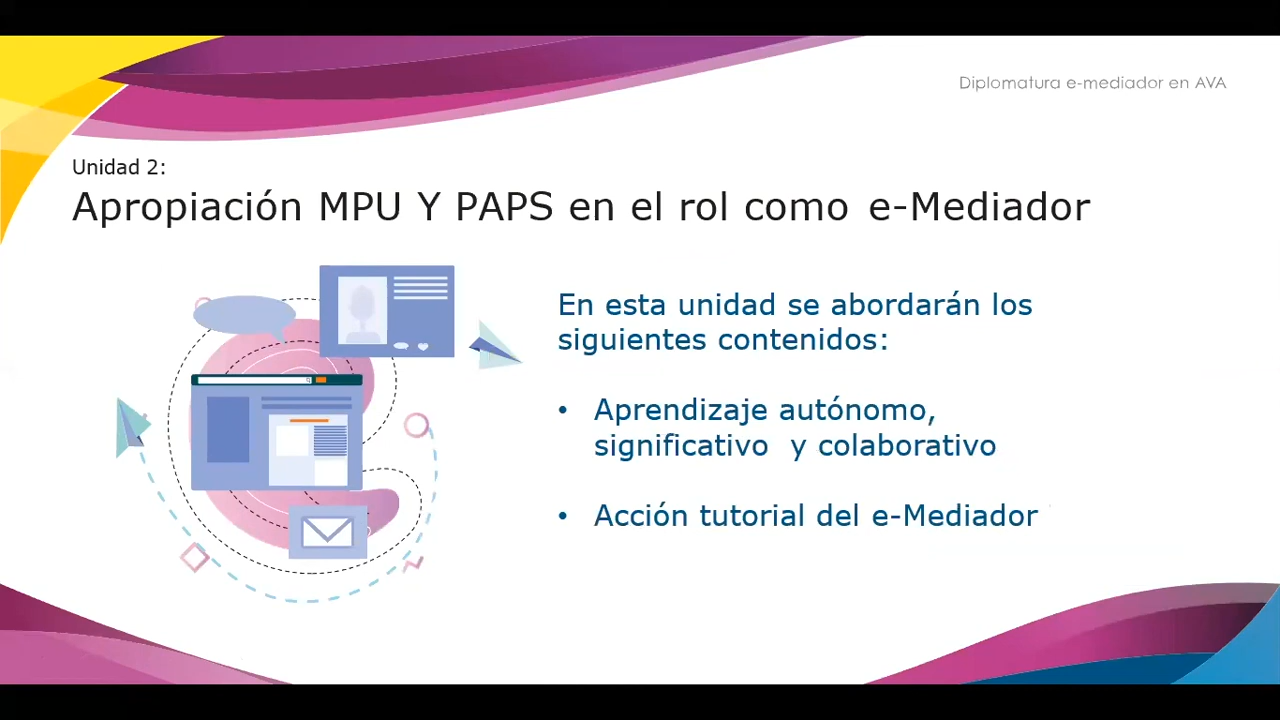 Diplomatura e-mediador en AVA
Unidad 2:
Apropiación MPU Y PAPS en el rol como e-Mediador
En esta unidad se abordarán los
siguientes contenidos:
• Aprendizaje autónomo,
significativo y colaborativo
• Acción tutorial del e-Mediador